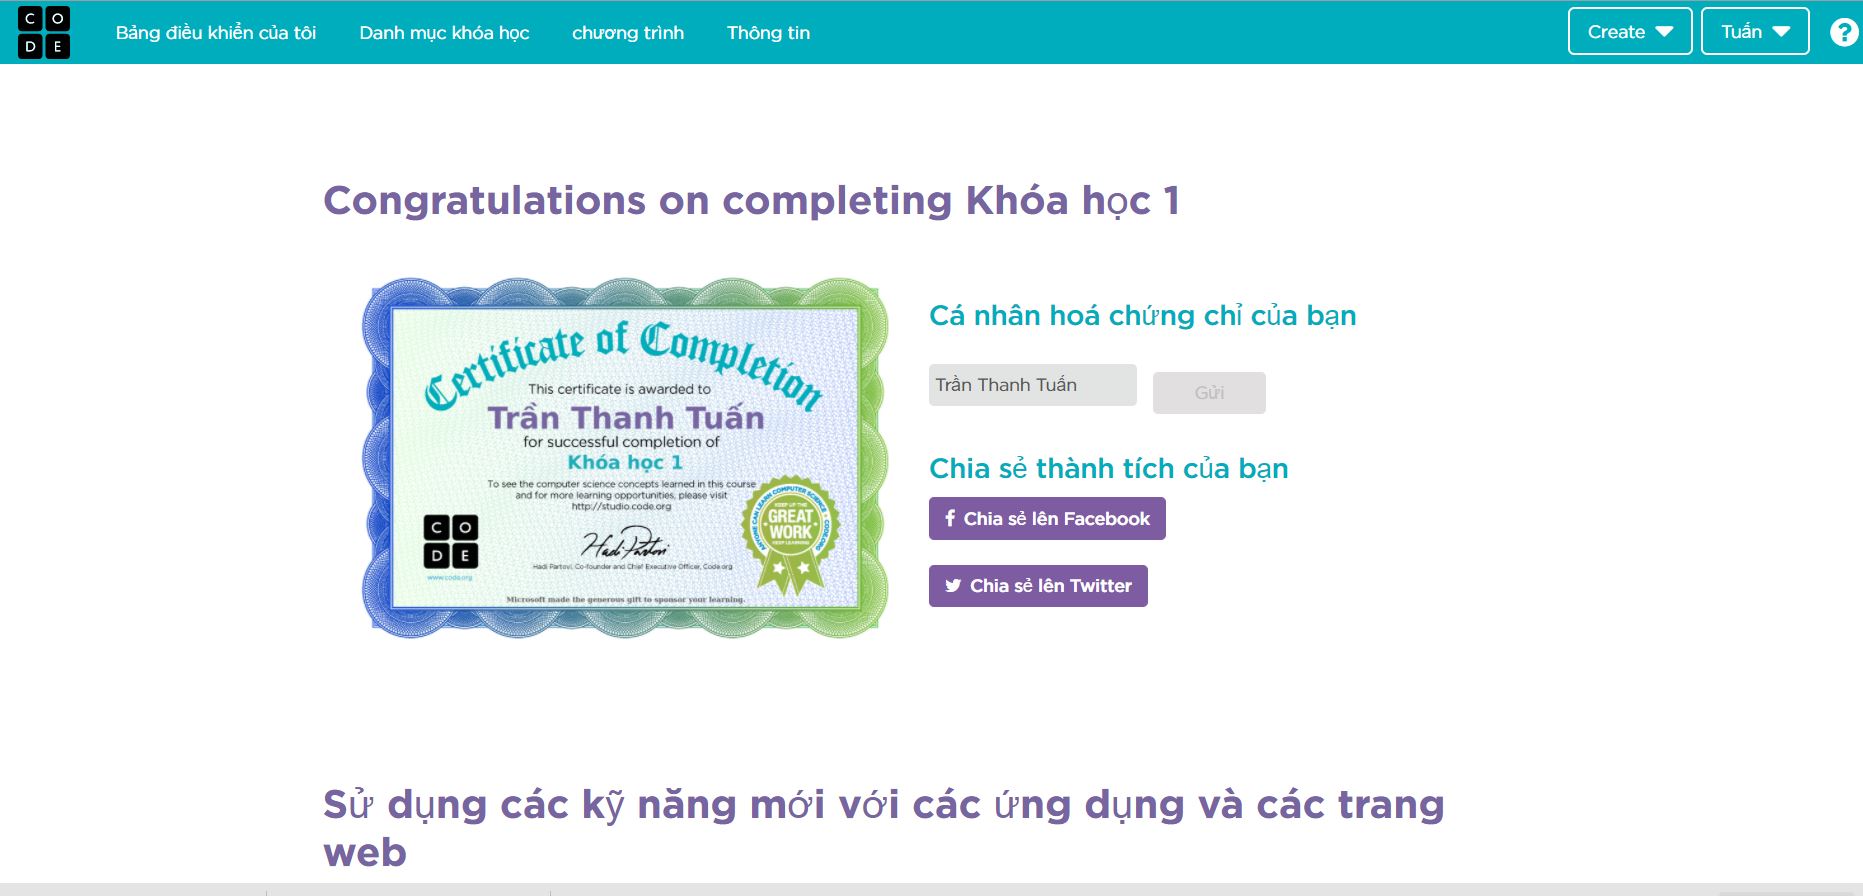 CODE
Bảng điều khiển của tôi
Danh mục khóa học
chương trình
Thông tin
Create
Tuấn
?
Congratulations on completing Khóa học 1
Certificate of Completion
This certificate is awarded to
Trần Thanh Tuấn
for successful completion of
Khóa học 1
To see the computer science concepts learned in this course
and for more learning opportunities, please visit
http://studio.code.org
CODE
www.code.org
Hadi Partovi
Hadi Partovi, Co-founder and Chief Executive Officer, Code.org
Microsoft made the generous gift to sponsor your learning.
ANYONE CAN LEARN COMPUTER SCIENCE
CODE.ORG
KEEP UP THE
GREAT
WORK
KEEP LEARNING
Cá nhân hoá chứng chỉ của bạn
Trần Thanh Tuấn
Gửi
Chia sẻ thành tích của bạn
Chia sẻ lên Facebook
Chia sẻ lên Twitter
Sử dụng các kỹ năng mới với các ứng dụng và các trang
web